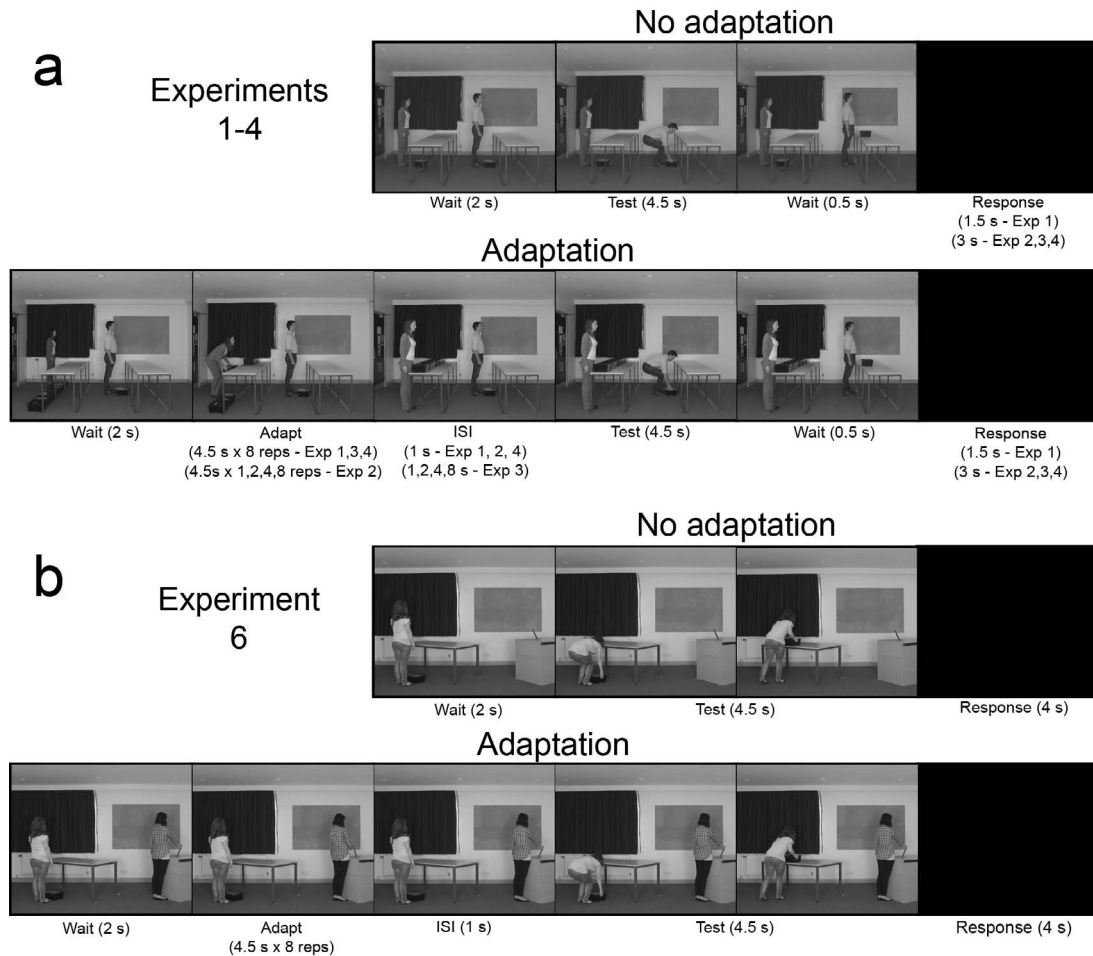 No adaptation
a
Experiments
1-4
Wait (2 s)
Test (4.5 s)
Wait (0.5 s)
Response
(1.5 s - Exp 1)
(3 s - Exp 2,3,4)
Adaptation
Wait (2 s)
Adapt
(4.5 s x 8 reps - Exp 1,3,4)
(4.5s x 1,2,4,8 reps - Exp 2)
ISI
(1 s - Exp 1, 2, 4)
(1,2,4,8 s - Exp 3)
Test (4.5 s)
Wait (0.5 s)
Response
(1.5 s - Exp 1)
(3 s - Exp 2,3,4)
No adaptation
b
Experiment
6
Wait (2 s)
Test (4.5 s)
Response (4 s)
Adaptation
Wait (2 s)
Adapt
(4.5 s x 8 reps)
ISI (1 s)
Test (4.5 s)
Response (4 s)